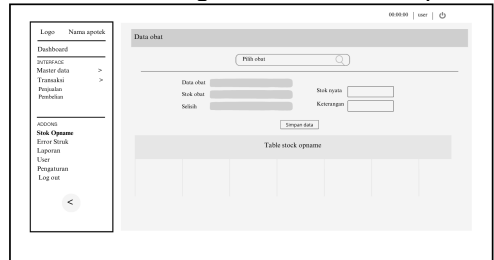 00:00:00 user
Logo Nama apotek
Dashboard
INTERFACE
Master data >
Transaksi >
Penjualan
Pembelian
ADDONS
Stok Opname
Error Struk
Laporan
User
Pengaturan
Log out
<
Data obat
Pilih obat
Data obat
Stok obat
Selisih
Stok nyata
Keterangan
Simpan data
Table stock opname